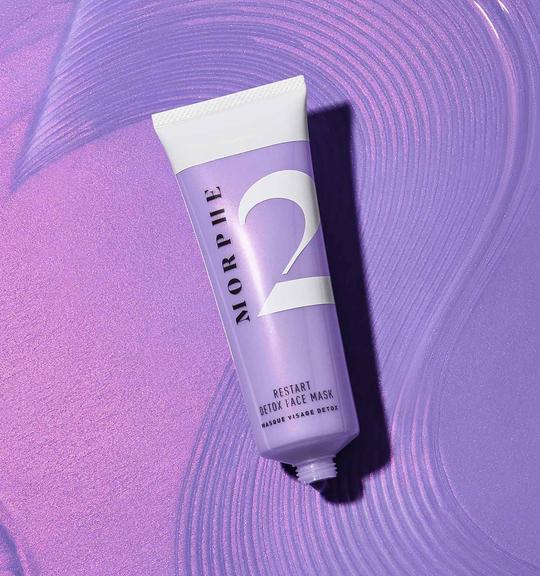 MORPHE
2
RESTART
DETOX FACE MASK
MASQUE VISAGE DETOX